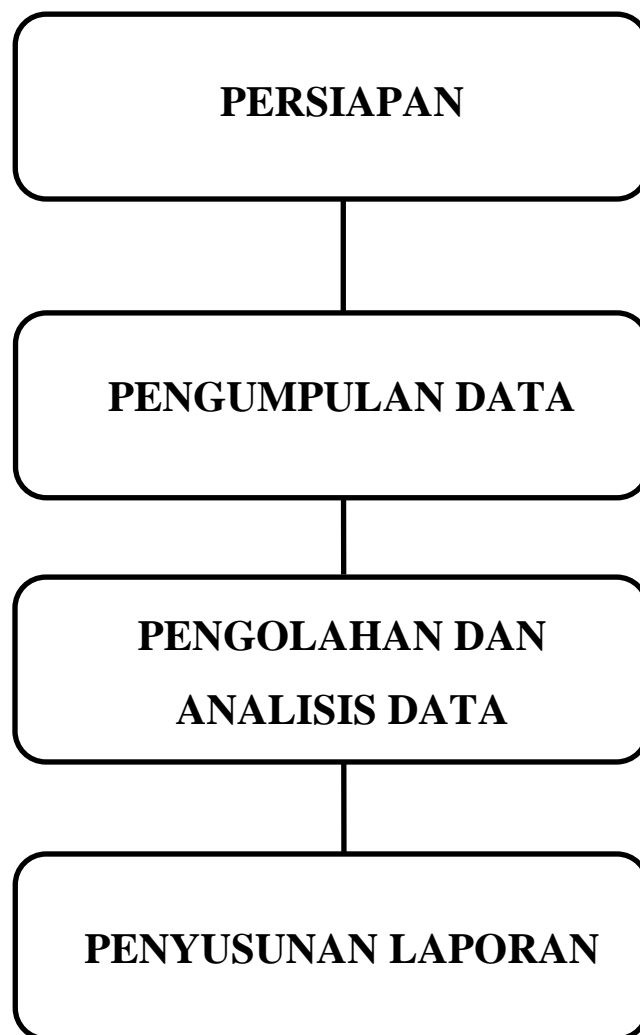 PERSIAPAN
PENGUMPULAN DATA
PENGOLAHAN DAN
ANALISIS DATA
PENYUSUNAN LAPORAN